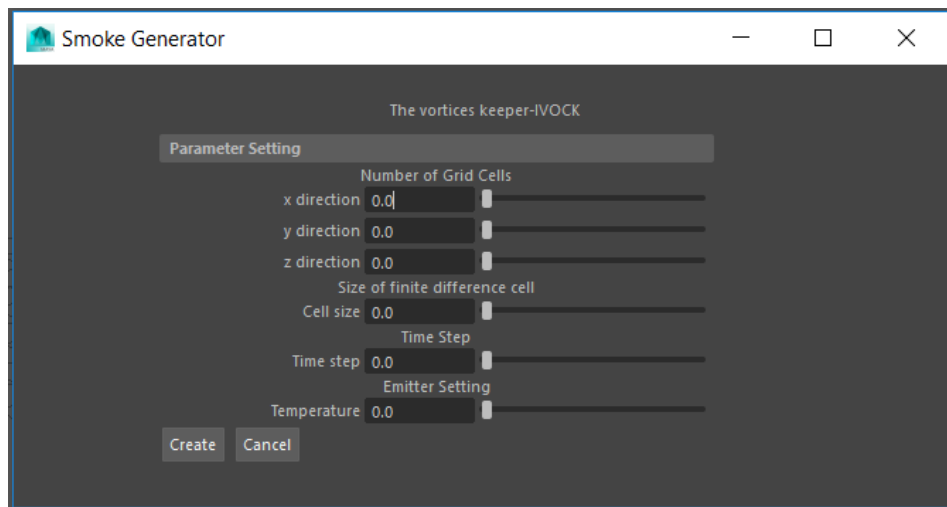 Smoke Generator
The vortices keeper-IVOCK
Parameter Setting
Number of Grid Cells
x direction 0.0
y direction 0.0
z direction 0.0
Size of finite difference cell
Cell size 0.0
Time Step
Time step 0.0
Emitter Setting
Temperature 0.0
Create Cancel